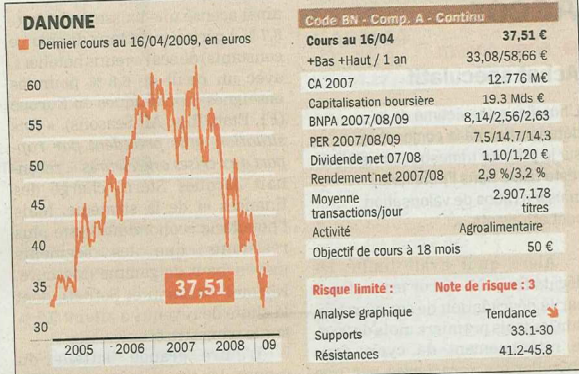 DANONE
Dernier cours au 16/04/2009, en euros
60
55
50
45
40
35
30
37,51
2005 2006 2007 2008 09
Code BN - Comp. A - Continu
Cours au 16/04 37,51 €
+Bas +Haut / 1 an 33,08/58,66 €
CA 2007 12.776 M€
Capitalisation boursière 19.3 Mds €
BNPA 2007/08/09 8,14/2,56/2,63
PER 2007/08/09 7.5/14.7/14.3
Dividende net 07/08 1,10/1,20 €
Rendement net 2007/08 2,9 %/3,2 %
Moyenne 2.907.178
transactions/jour titres
Activité Agroalimentaire
Objectif de cours à 18 mois 50 €
Risque limité : Note de risque : 3
Analyse graphique Tendance
Supports 33.1-30
Résistances 41.2-45.8